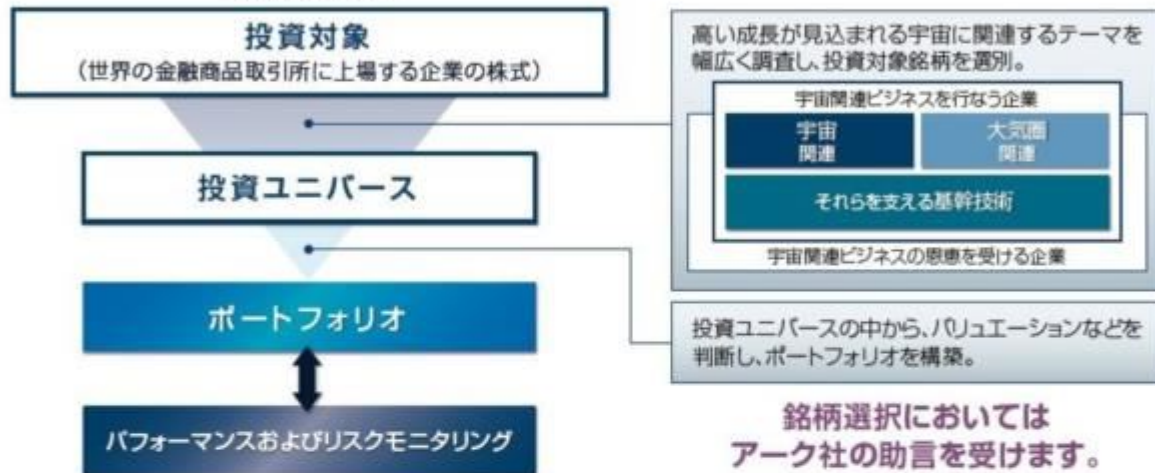 投資対象
(世界の金融商品取引所に上場する企業の株式)
投資ユニバース
ポートフォリオ
パフォーマンスおよびリスクモニタリング
高い成長が見込まれる宇宙に関連するテーマを
幅広く調査し、投資対象銘柄を選別。
宇宙関連ビジネスを行なう企業
宇宙
関連
大気圏
関連
それらを支える基幹技術
宇宙関連ビジネスの恩恵を受ける企業
投資ユニバースの中から、バリュエーションなどを
判断し、ポートフォリオを構築。
銘柄選択においては
アーク社の助言を受けます。